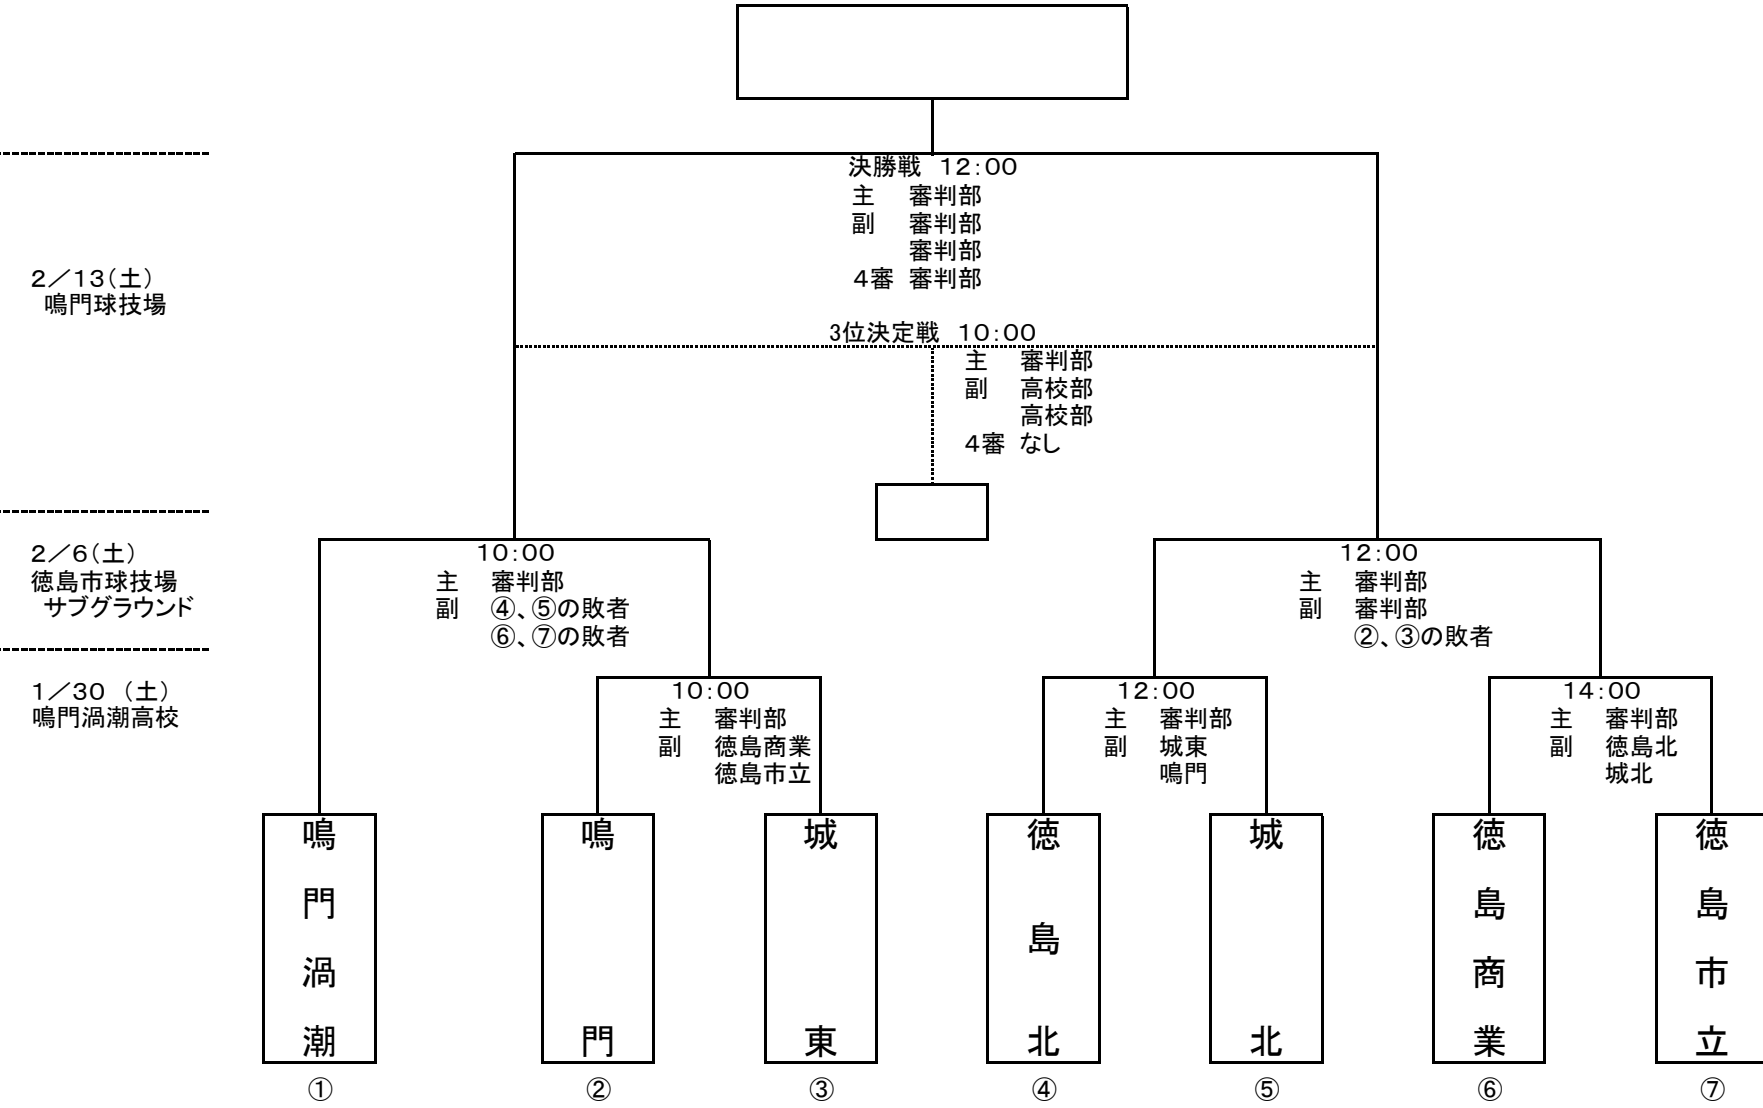 決勝戦 12:00
主 審判部
副 審判部
審判部
4審 審判部
2／13(土)
鳴門球技場
3位決定戦 10:00
主 審判部
副 高校部
高校部
4審 なし
2／6(土)
徳島市球技場
サブグラウンド
10:00
主 審判部
副 ④、⑤の敗者
⑥、⑦の敗者
12:00
主 審判部
副 審判部
②、③の敗者
1／30 (土)
鳴門渦潮高校
10:00
主 審判部
副 徳島商業
徳島市立
12:00
主 審判部
副 城東
鳴門
14:00
主 審判部
副 徳島北
城北
鳴門渦潮
鳴門
城東
徳島北
城北
徳島商業
徳島市立
① ② ③ ④ ⑤ ⑥ ⑦